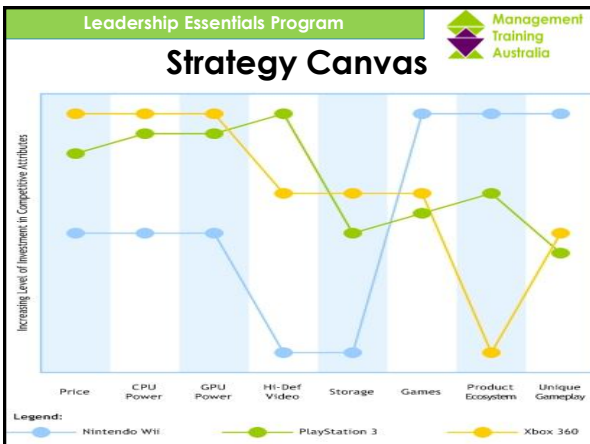 Leadership Essentials Program
Management
Training
Australia
Strategy Canvas
Increasing Level of Investment in Competitive Attributes
Price
CPU
Power
GPU
Power
Hi-Def
Video
Storage
Games
Product
Ecosystem
Unique
Gameplay
Legend:
Nintendo Wii
PlayStation 3
Xbox 360